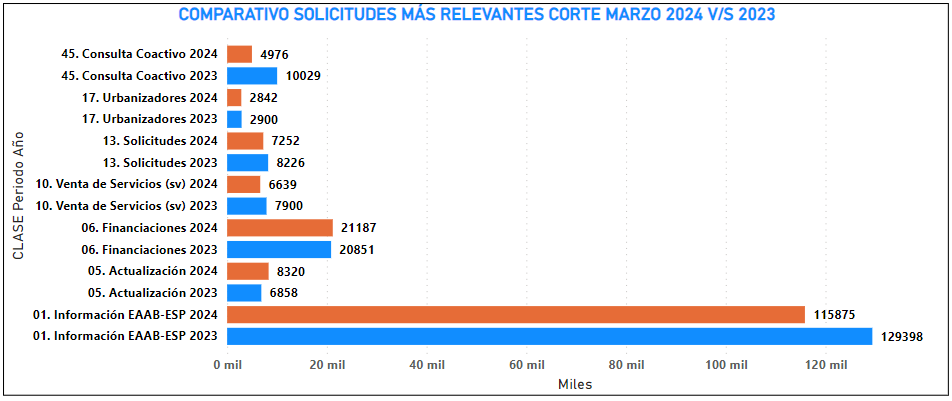 COMPARATIVO SOLICITUDES MÁS RELEVANTES CORTE MARZO 2024 V/S 2023
CLASE Periodo Año
45. Consulta Coactivo 2024 4976
45. Consulta Coactivo 2023 10029
17. Urbanizadores 2024 2842
17. Urbanizadores 2023 2900
13. Solicitudes 2024 7252
13. Solicitudes 2023 8226
10. Venta de Servicios (sv) 2024 6639
10. Venta de Servicios (sv) 2023 7900
06. Financiaciones 2024 21187
06. Financiaciones 2023 20851
05. Actualización 2024 8320
05. Actualización 2023 6858
01. Información EAAB-ESP 2024 115875
01. Información EAAB-ESP 2023 129398
0 mil 20 mil 40 mil 60 mil 80 mil 100 mil 120 mil
Miles